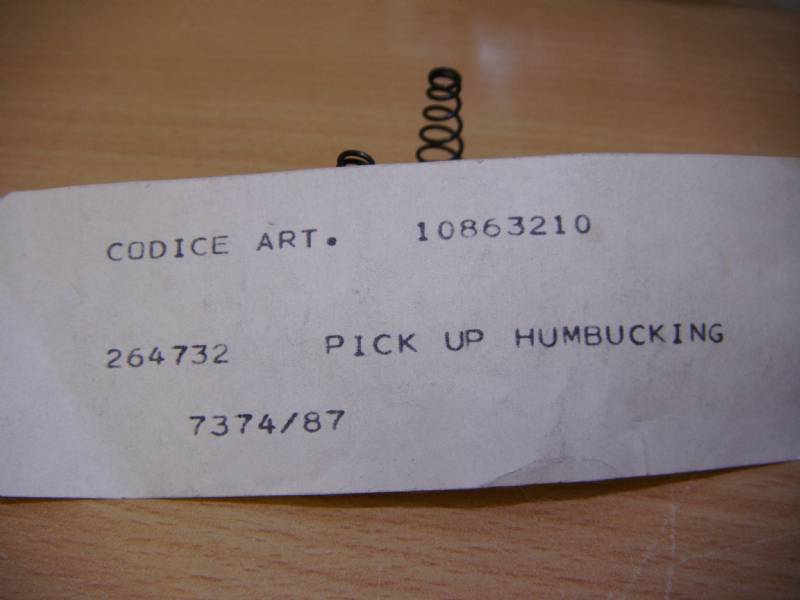 CODICE ART. 10863210
264732 PICK UP HUMBUCKING
7374/87